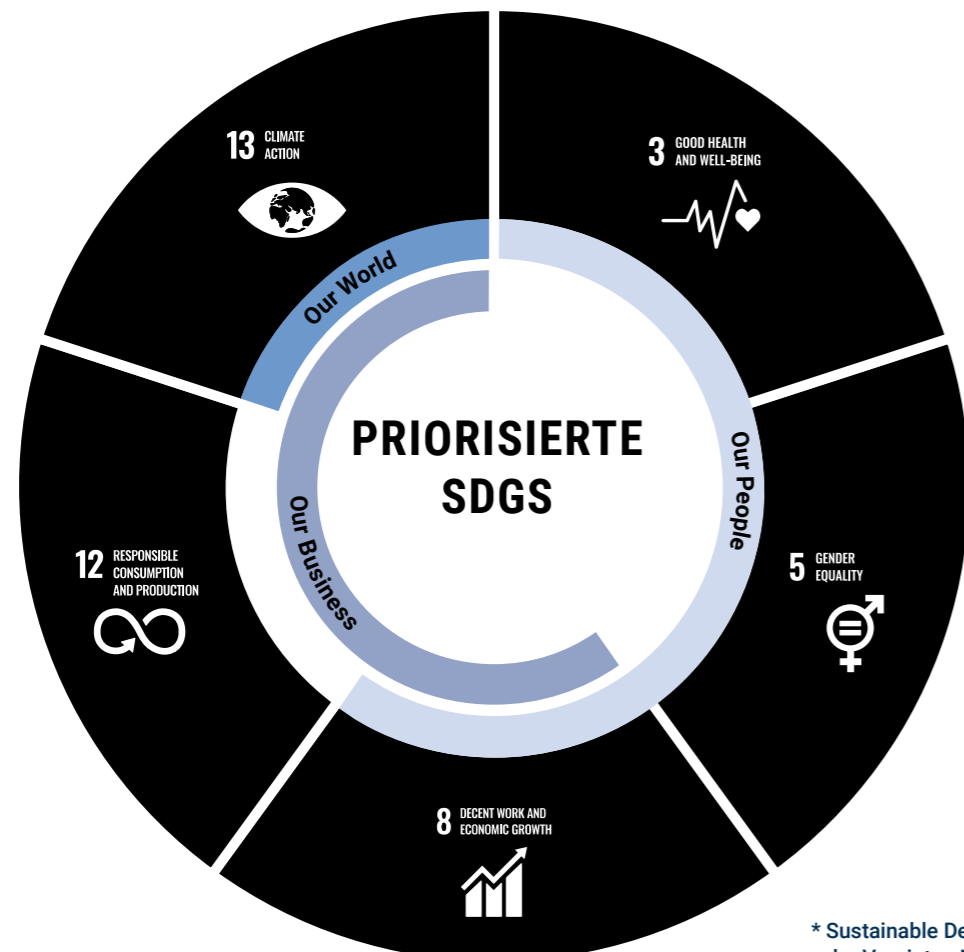 13 CLIMATE
ACTION
3 GOOD HEALTH
AND WELL-BEING
Our World
PRIORISIERTE
SDGS
Our People
Our Business
12 RESPONSIBLE
CONSUMPTION
AND PRODUCTION
5 GENDER
EQUALITY
8 DECENT WORK AND
ECONOMIC GROWTH
* Sustainable